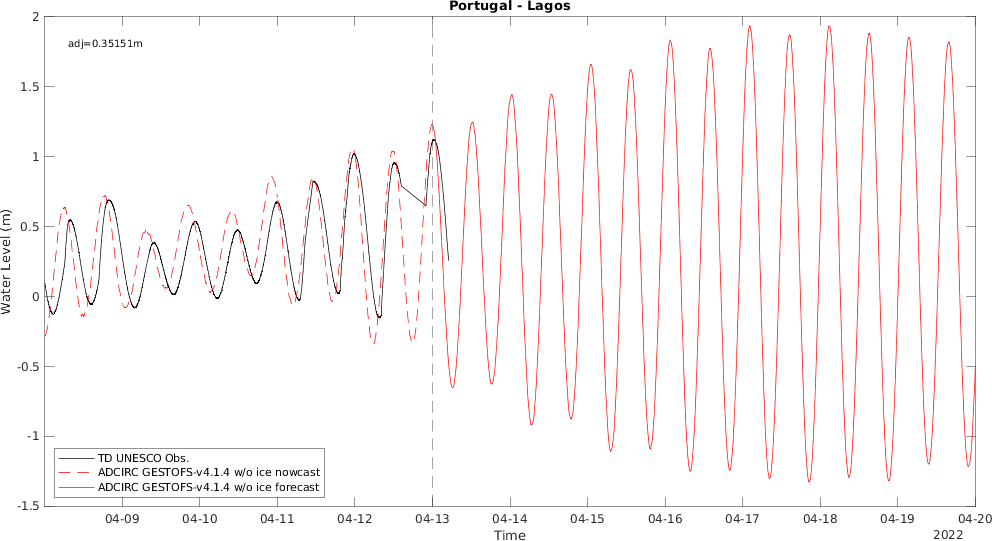 Portugal - Lagos
adj=0.35151m
Water Level (m)
2
1.5
1
0.5
0
-0.5
-1
-1.5
TD UNESCO Obs.
ADCIRC GESTOFS-v4.1.4 w/o ice nowcast
ADCIRC GESTOFS-v4.1.4 w/o ice forecast
04-09 04-10 04-11 04-12 04-13 04-14 04-15 04-16 04-17 04-18 04-19 04-20
Time
2022